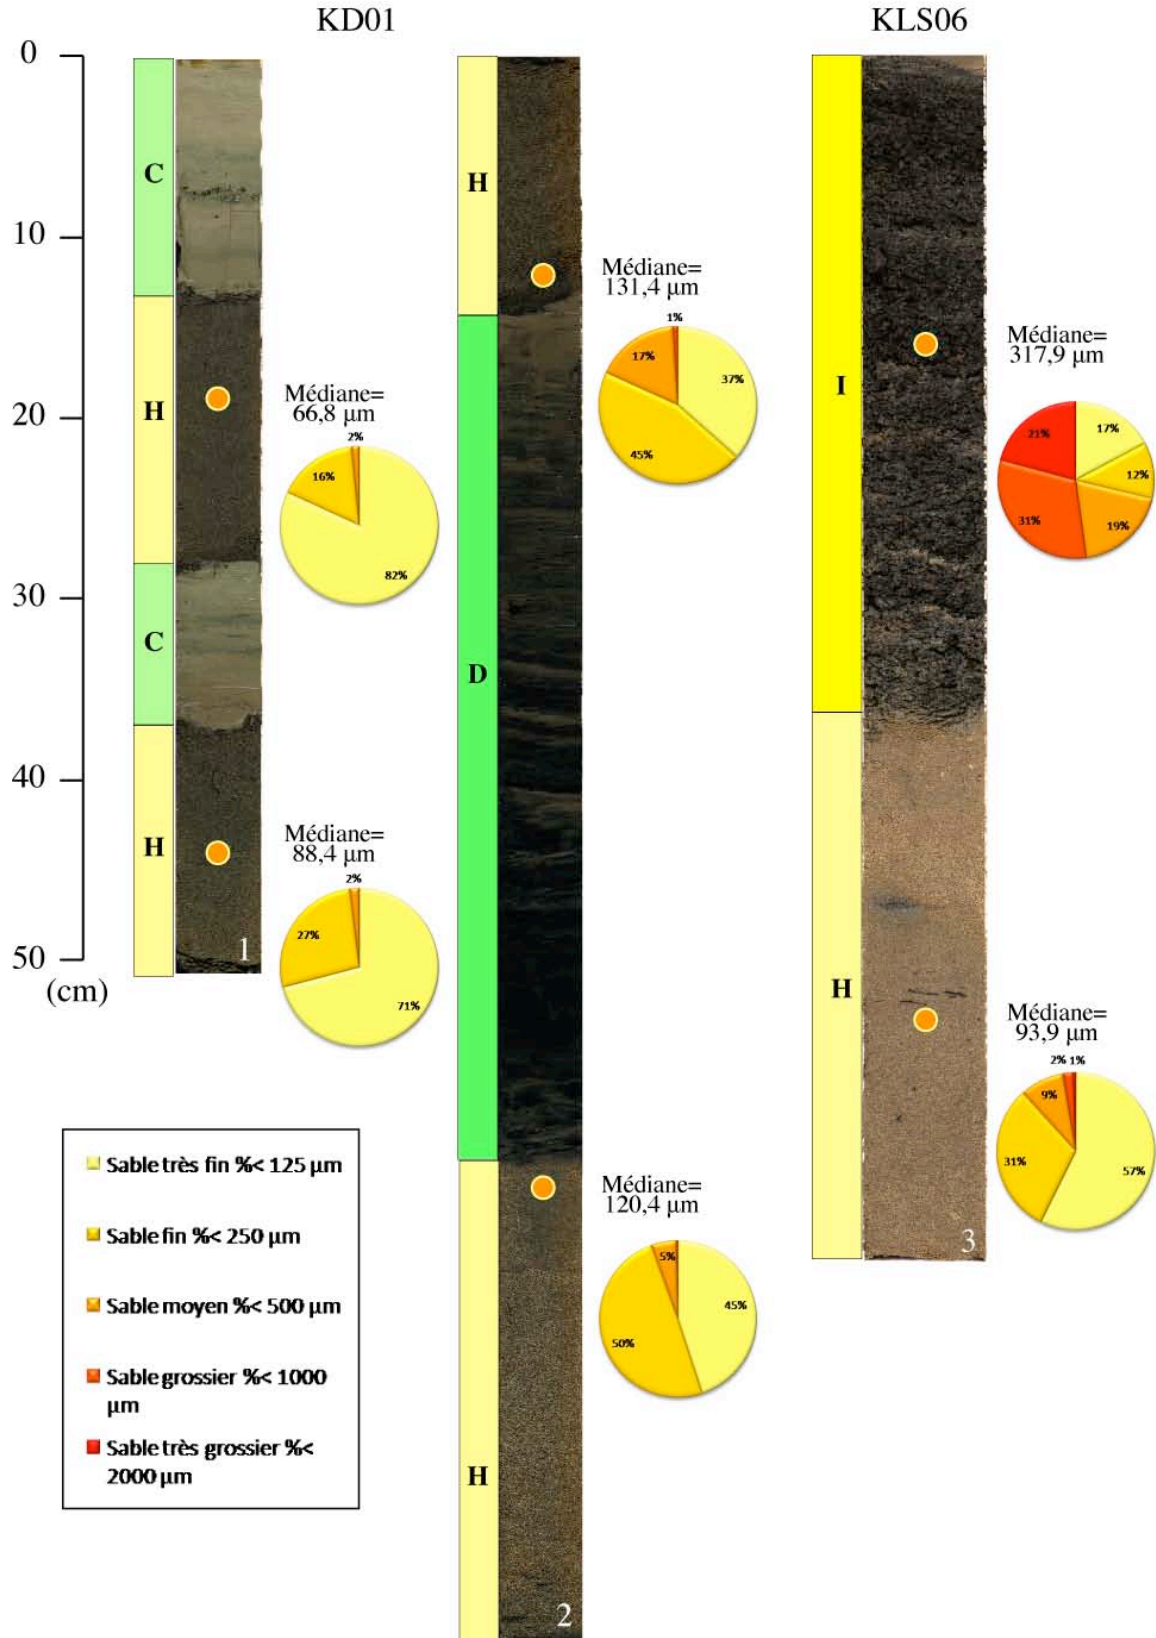 KD01
KLS06
0
10
20
30
40
50
(cm)
C
H
C
H
1
Médiane=
66,8 µm
2%
16%
82%
Médiane=
88,4 µm
2%
27%
71%
H
D
H
2
Médiane=
131,4 µm
1%
17%
37%
45%
Médiane=
120,4 µm
5%
45%
50%
I
H
3
Médiane=
317,9 µm
21%
17%
12%
31%
19%
Médiane=
93,9 µm
2% 1%
9%
31%
57%
Sable très fin %< 125 µm
Sable fin %< 250 µm
Sable moyen %< 500 µm
Sable grossier %< 1000
µm
Sable très grossier %<
2000 µm